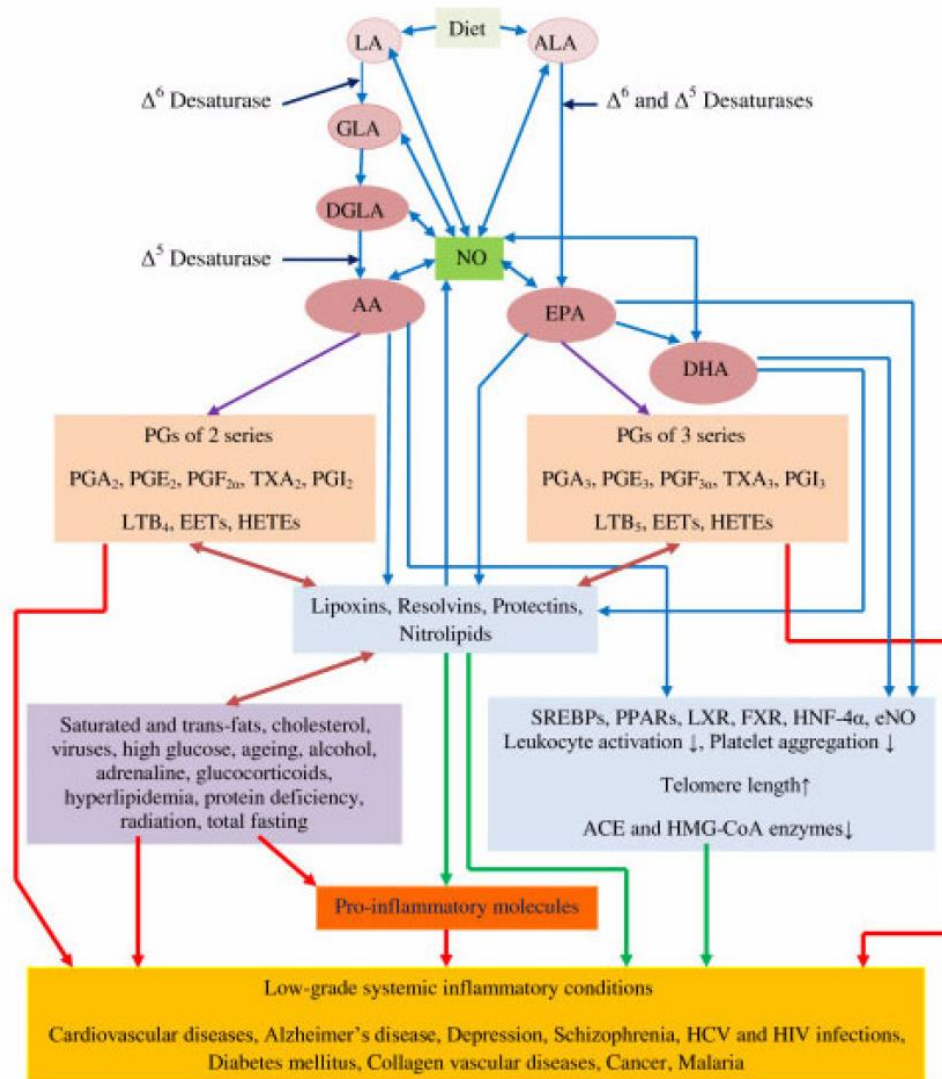 Diet
LA
ALA
Δ⁶ Desaturase
Δ⁶ and Δ⁵ Desaturases
GLA
DGLA
NO
Δ⁵ Desaturase
AA
EPA
DHA
PGs of 2 series
PGA₂, PGE₂, PGF₂α, TXA₂, PGI₂
LTB₄, EETs, HETEs
PGs of 3 series
PGA₃, PGE₃, PGF₃α, TXA₃, PGI₃
LTB₅, EETs, HETEs
Lipoxins, Resolvins, Protectins,
Nitrolipids
Saturated and trans-fats, cholesterol,
viruses, high glucose, ageing, alcohol,
adrenaline, glucocorticoids,
hyperlipidemia, protein deficiency,
radiation, total fasting
SREBPs, PPARs, LXR, FXR, HNF-4α, eNO
Leukocyte activation ↓, Platelet aggregation ↓
Telomere length↑
ACE and HMG-CoA enzymes↓
Pro-inflammatory molecules
Low-grade systemic inflammatory conditions
Cardiovascular diseases, Alzheimer’s disease, Depression, Schizophrenia, HCV and HIV infections,
Diabetes mellitus, Collagen vascular diseases, Cancer, Malaria